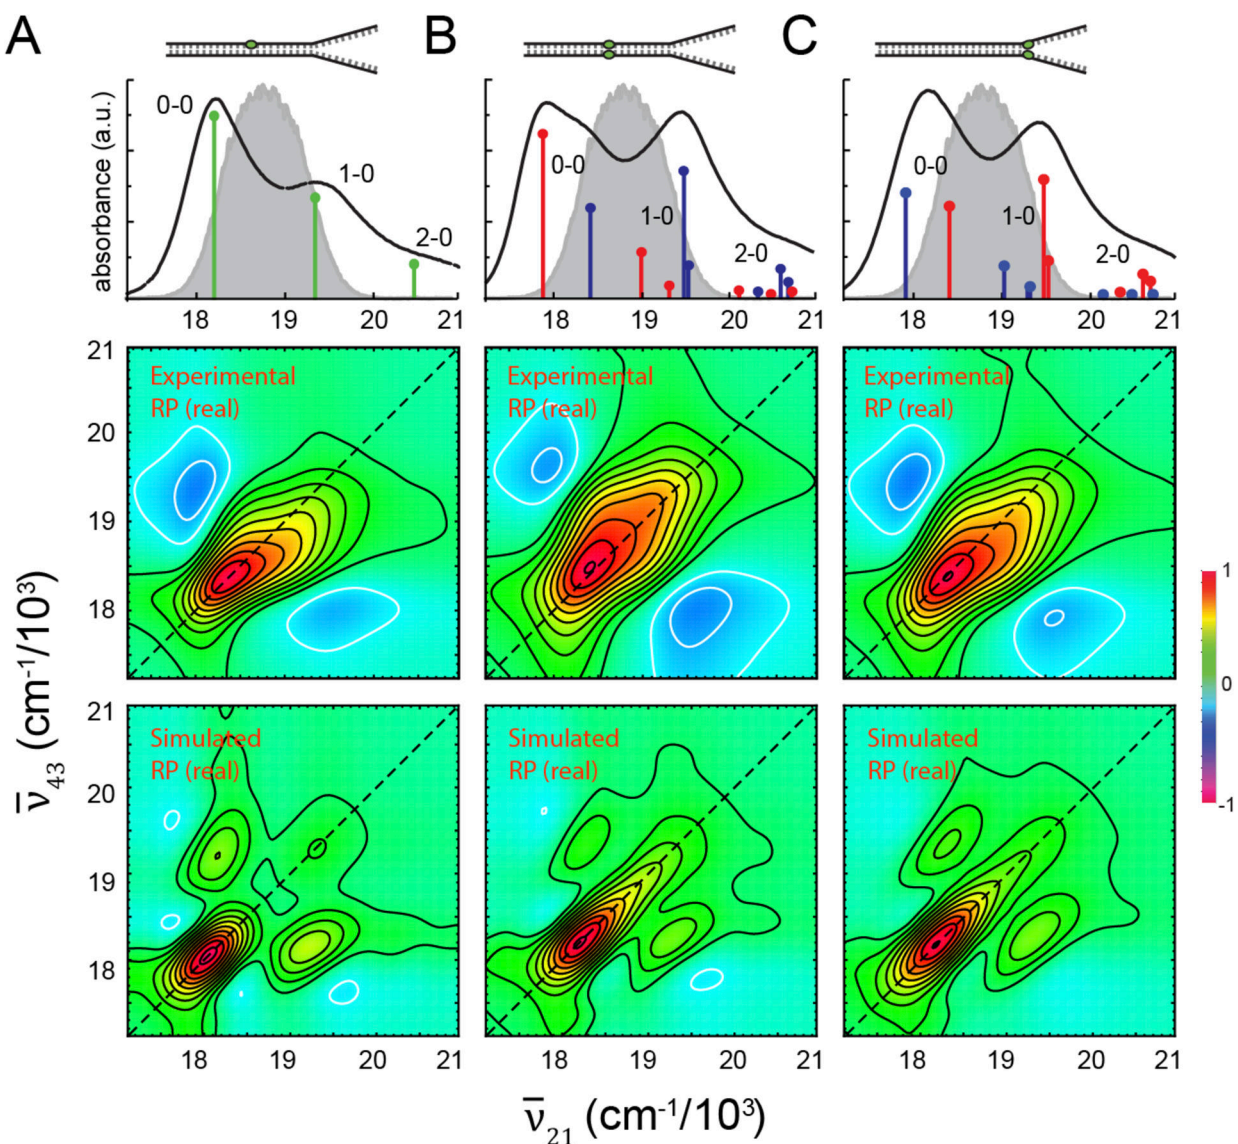 A
B
C
absorbance (a.u.)
0-0
1-0
2-0
18 19 20 21
0-0
1-0
2-0
18 19 20 21
0-0
1-0
2-0
18 19 20 21
21
20
19
18
Experimental
RP (real)
Experimental
RP (real)
Experimental
RP (real)
1
0
-1
21
20
19
18
Simulated
RP (real)
Simulated
RP (real)
Simulated
RP (real)
18 19 20 21
18 19 20 21
18 19 20 21
ν̅₄₃ (cm⁻¹/10³)
ν̅₂₁ (cm⁻¹/10³)